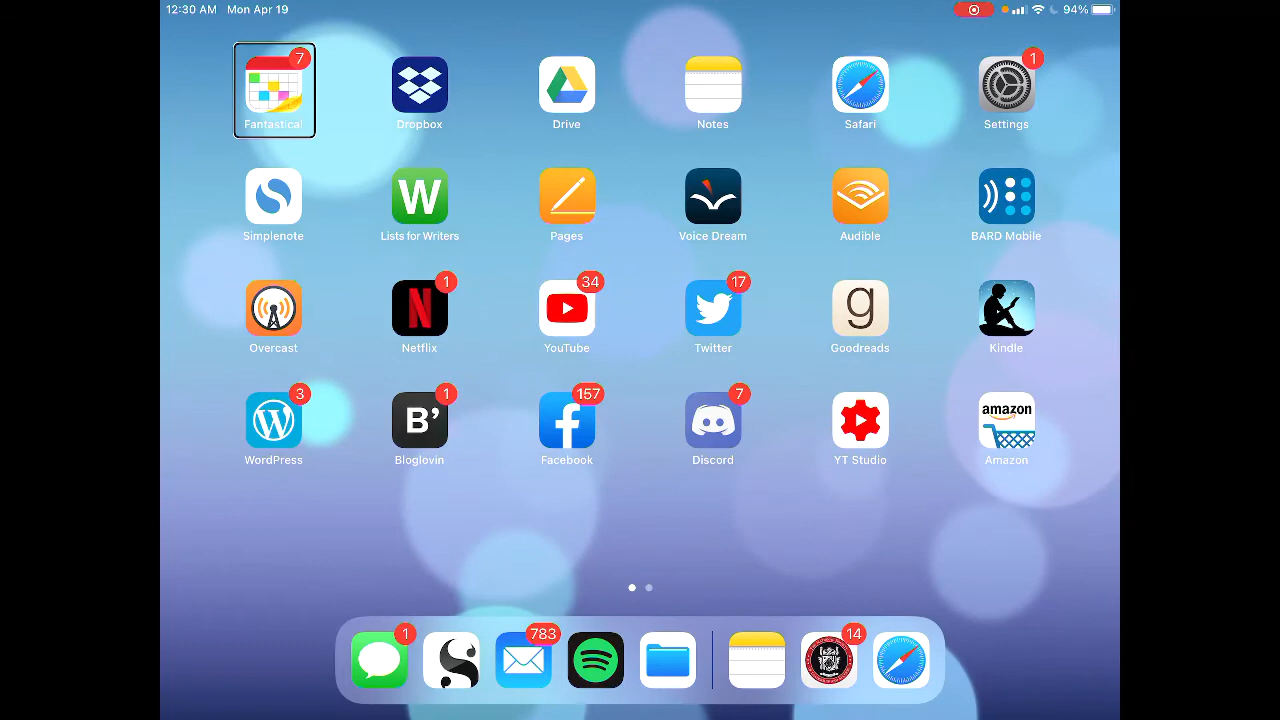 12:30 AM Mon Apr 19
94%
7
1
Fantastical Dropbox Drive Notes Safari Settings
W
Simplenote Lists for Writers Pages Voice Dream Audible BARD Mobile
1 34 17
N g
Overcast Netflix YouTube Twitter Goodreads Kindle
3 1 157 7
B’ amazon
WordPress Bloglovin Facebook Discord YT Studio Amazon
1 783 14